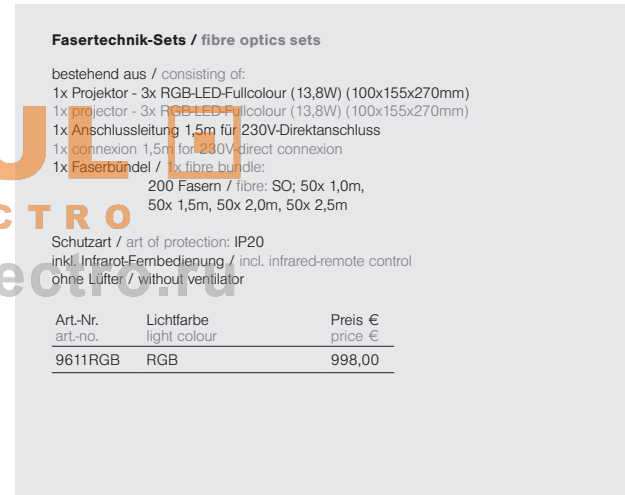 Fasertechnik-Sets / fibre optics sets
bestehend aus / consisting of:
1x Projektor - 3x RGB-LED-Fullcolour (13,8W) (100x155x270mm)
1x projector - 3x RGB-LED-Fullcolour (13,8W) (100x155x270mm)
1x Anschlussleitung 1,5m für 230V-Direktanschluss
1x connexion 1,5m for 230V-direct connexion
1x Faserbündel / 1x fibre bundle:
200 Fasern / fibre: SO; 50x 1,0m,
50x 1,5m, 50x 2,0m, 50x 2,5m
UL
CTRO
Schutzart / art of protection: IP20
inkl. Infrarot-Fernbedienung / incl. infrared-remote control
ohne Lüfter / without ventilator
ectro.ru
Art.-Nr. Lichtfarbe Preis €
art.-no. light colour price €
9611RGB RGB 998,00